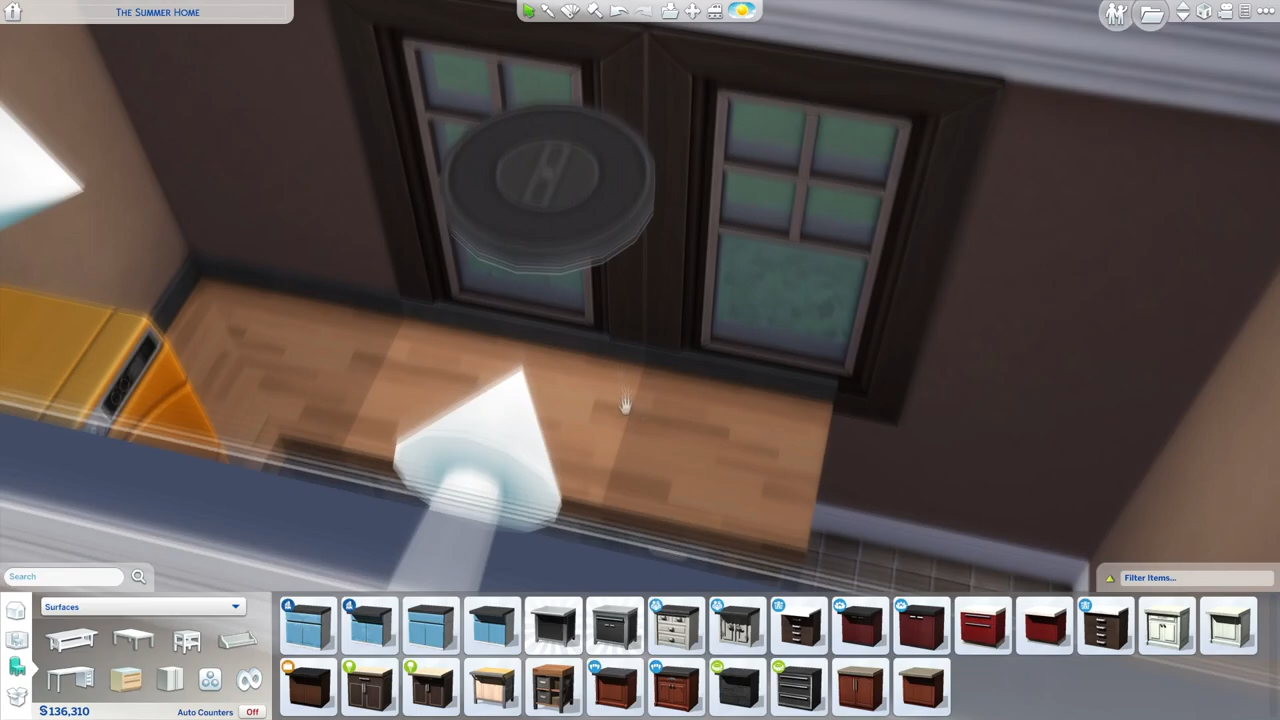 The Summer Home
Search
Filter Items...
Surfaces
§136,310
Auto Counters
Off